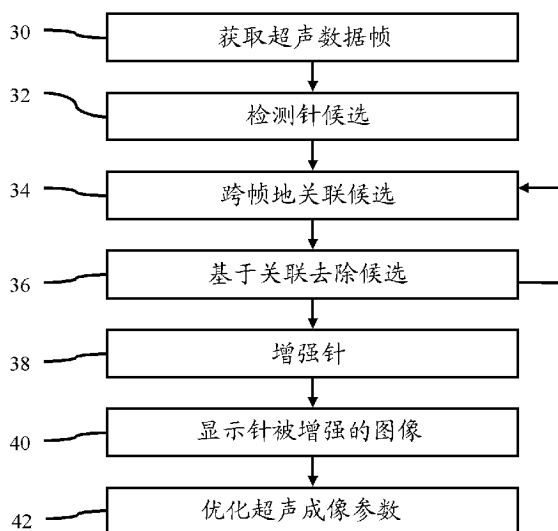 30 获取超声数据帧
32 检测针候选
34 跨帧地关联候选
36 基于关联去除候选
38 增强针
40 显示针被增强的图像
42 优化超声成像参数